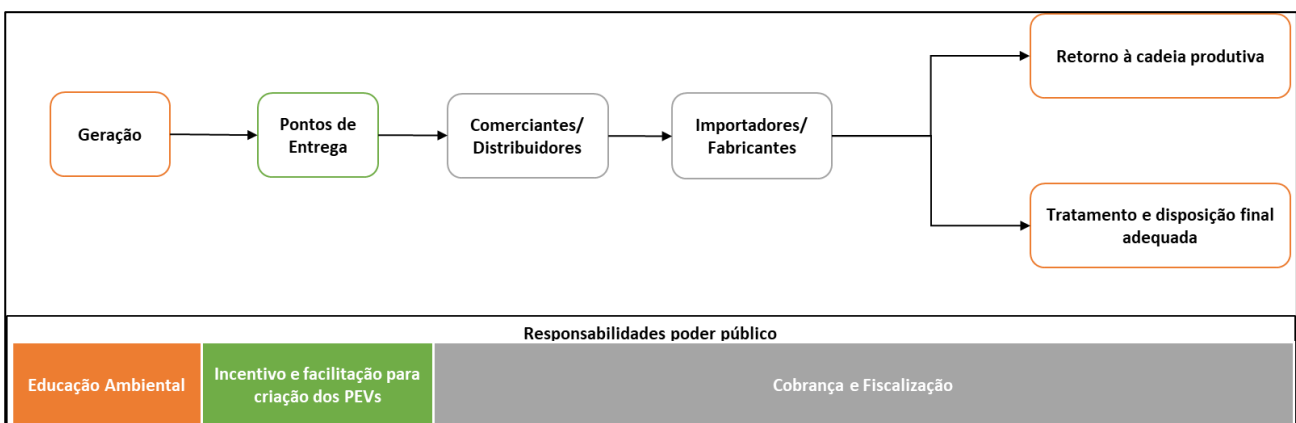 Geração
Pontos de
Entrega
Comerciantes/
Distribuidores
Importadores/
Fabricantes
Retorno à cadeia produtiva
Tratamento e disposição final
adequada
Responsabilidades poder público
Educação Ambiental
Incentivo e facilitação para
criação dos PEVs
Cobrança e Fiscalização